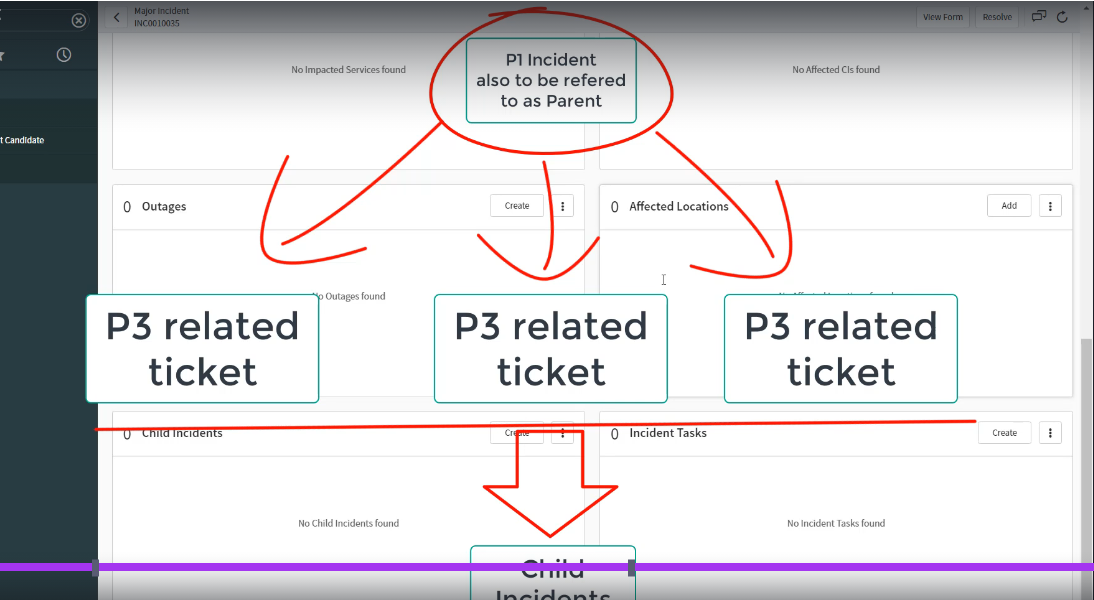 Major Incident
INC0010035
View Form
Resolve
P1 Incident
also to be refered
to as Parent
No Impacted Services found
No Affected CIs found
t Candidate
0 Outages
Create
0 Affected Locations
Add
No Outages found
P3 related
ticket
P3 related
ticket
P3 related
ticket
0 Child Incidents
Create
0 Incident Tasks
Create
No Child Incidents found
No Incident Tasks found
Child
Incidents